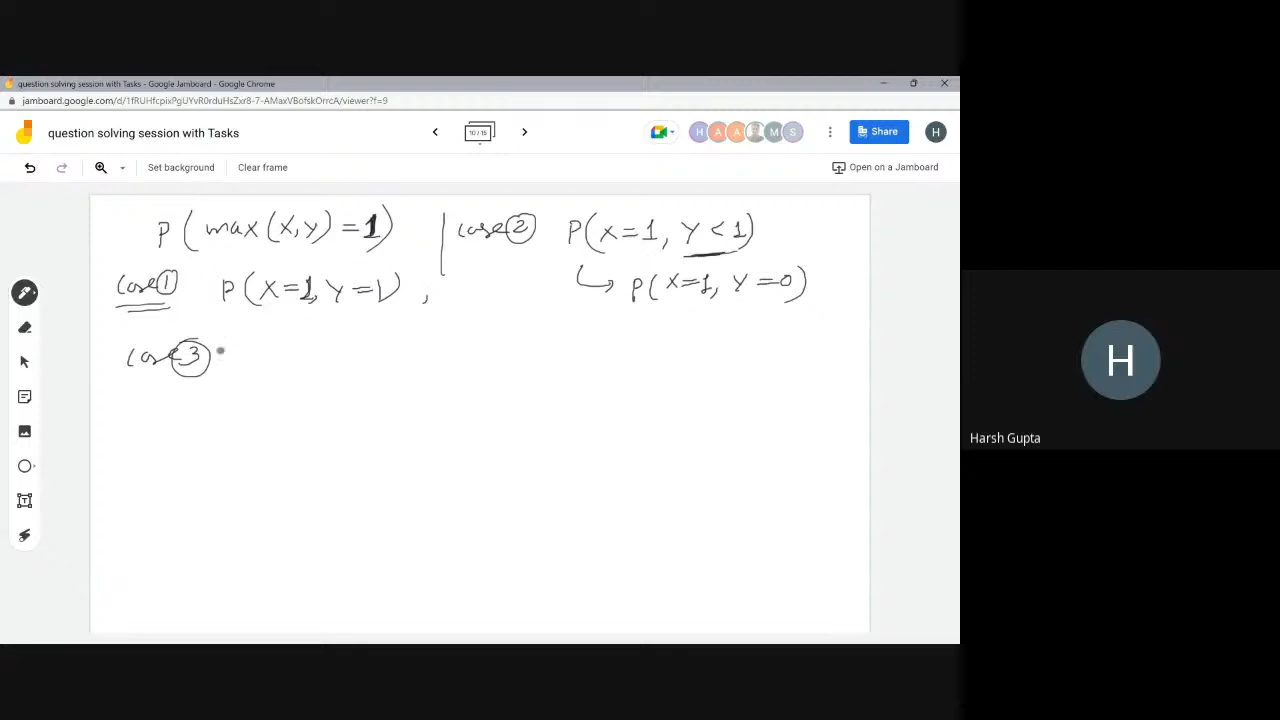 question solving session with Tasks - Google Jamboard - Google Chrome
jamboard.google.com/d/1fRUHfcpixPgUYvR0rduHsZxr8-7-AMaxVBofskOrrcA/viewer?f=9
question solving session with Tasks
10 / 15
H A A M S
Share
H
Set background
Clear frame
Open on a Jamboard
P(max(X,Y)=1)
case 2 P(X=1, Y<1)
case 1 P(X=1, Y=1),
↳ P(X=1, Y=0)
case 3
H
Harsh Gupta